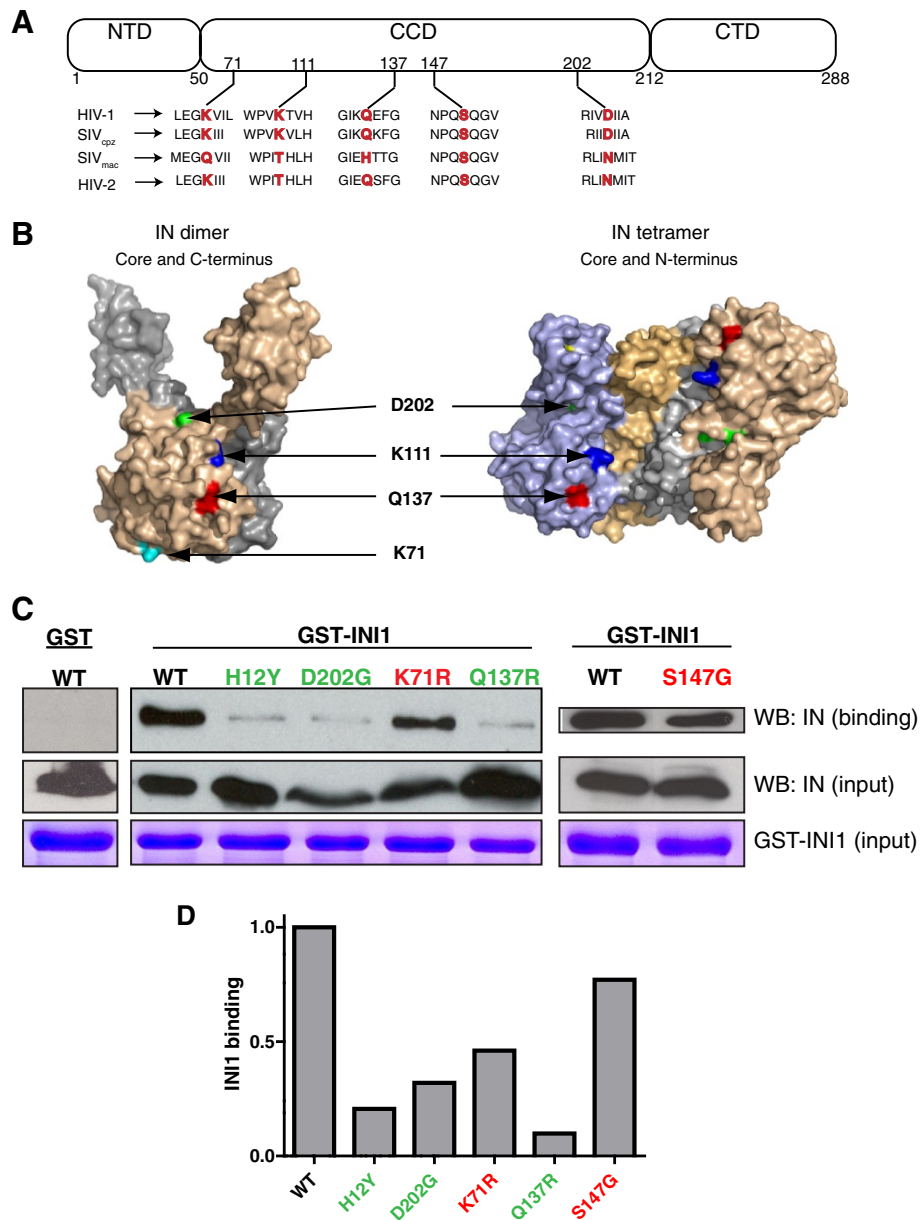 A
NTD CCD CTD
1 50 71 111 137 147 202 212 288
HIV-1 LEGKVIL WPVKTVH GIKQEFG NPQSQGV RIVDIIA
SIVcpz LEGKIII WPVKVLH GIKQKFG NPQSQGV RIIDIIA
SIVmac MEGQVII WPITHLH GIEHTTG NPQSQGV RLINMIT
HIV-2 LEGKIII WPITHLH GIEQSFG NPQSQGV RLINMIT
B
IN dimer IN tetramer
Core and C-terminus Core and N-terminus
D202
K111
Q137
K71
C
GST GST-INI1 GST-INI1
WT WT H12Y D202G K71R Q137R WT S147G
WB: IN (binding)
WB: IN (input)
GST-INI1 (input)
D
INI1 binding
1.0
0.5
0.0
WT H12Y D202G K71R Q137R S147G